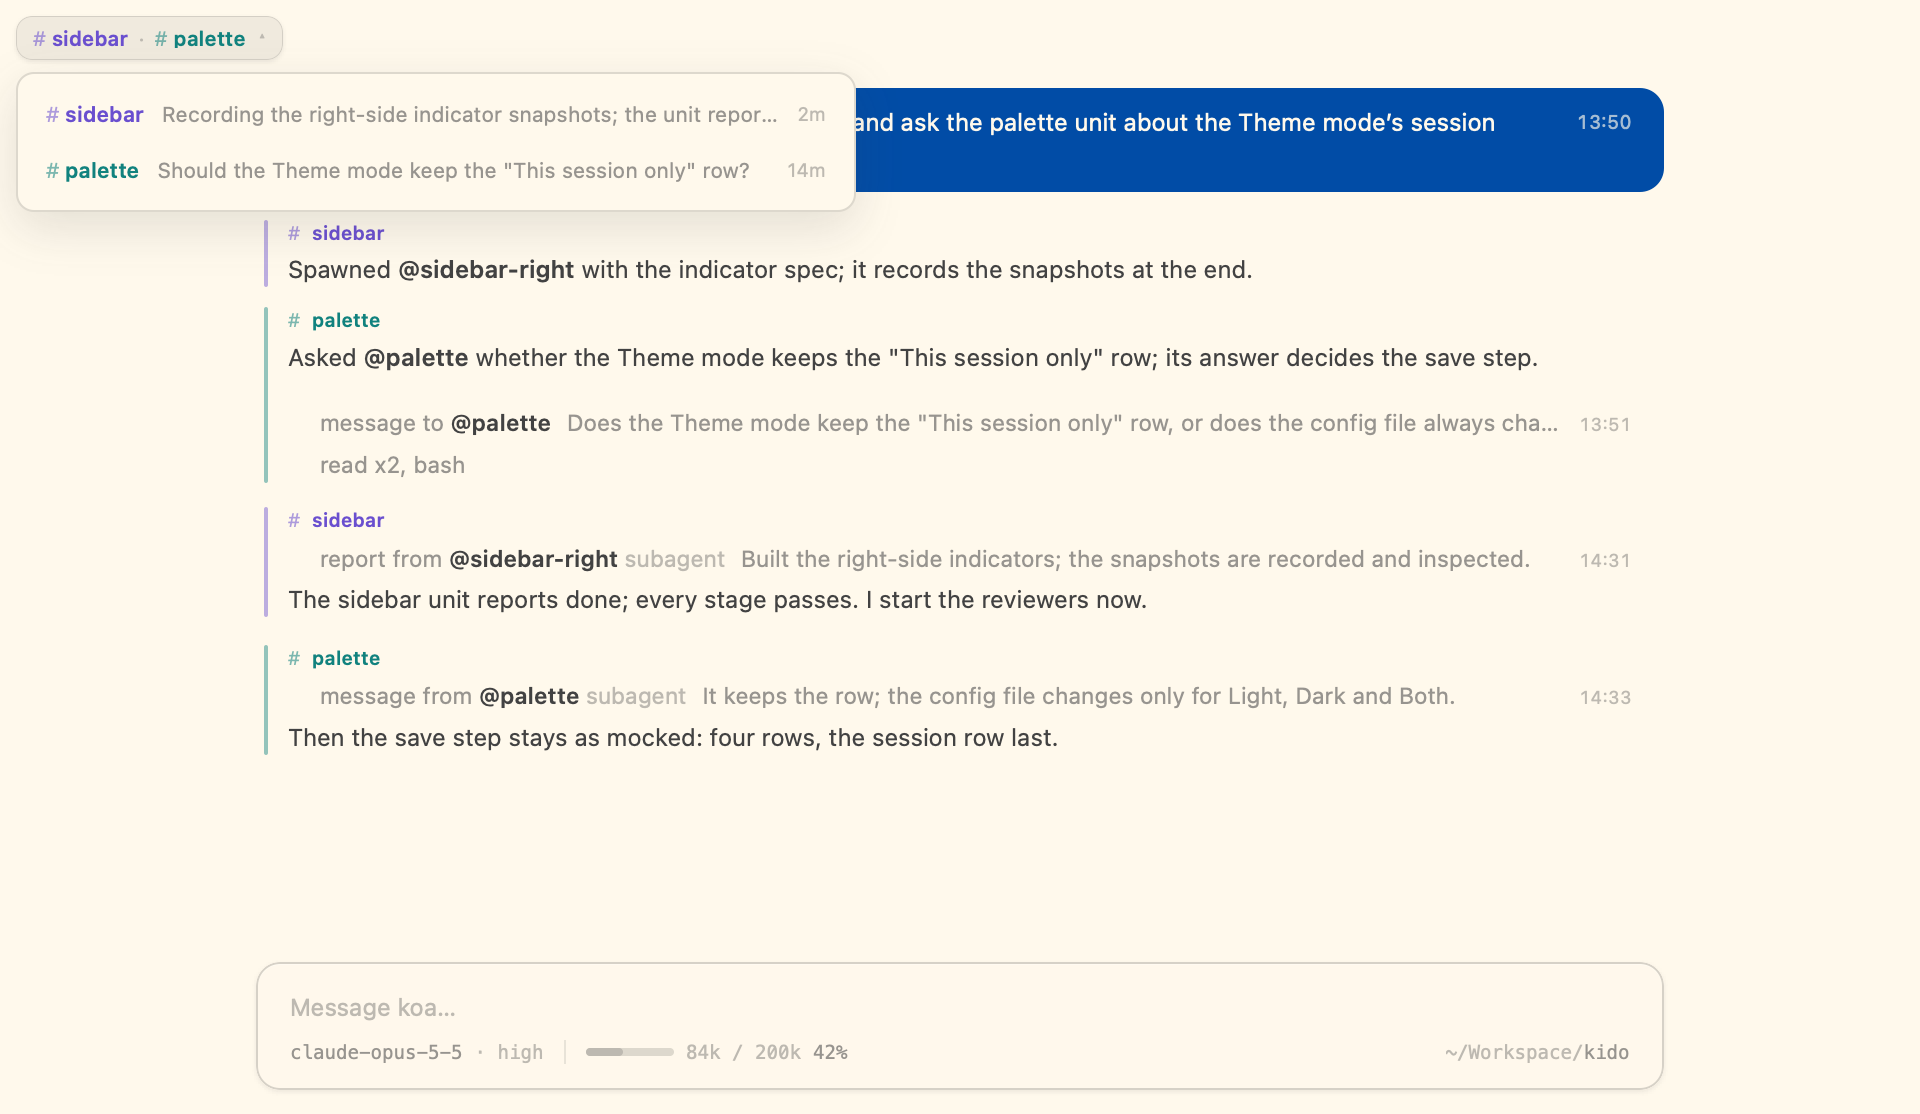 # sidebar · # palette
# sidebar Recording the right-side indicator snapshots; the unit repor... 2m
# palette Should the Theme mode keep the "This session only" row? 14m
and ask the palette unit about the Theme mode’s session 13:50
# sidebar
Spawned @sidebar-right with the indicator spec; it records the snapshots at the end.
# palette
Asked @palette whether the Theme mode keeps the "This session only" row; its answer decides the save step.
message to @palette Does the Theme mode keep the "This session only" row, or does the config file always cha... 13:51
read x2, bash
# sidebar
report from @sidebar-right subagent Built the right-side indicators; the snapshots are recorded and inspected. 14:31
The sidebar unit reports done; every stage passes. I start the reviewers now.
# palette
message from @palette subagent It keeps the row; the config file changes only for Light, Dark and Both. 14:33
Then the save step stays as mocked: four rows, the session row last.
Message koa...
claude-opus-5-5 · high 84k / 200k 42% ~/Workspace/kido